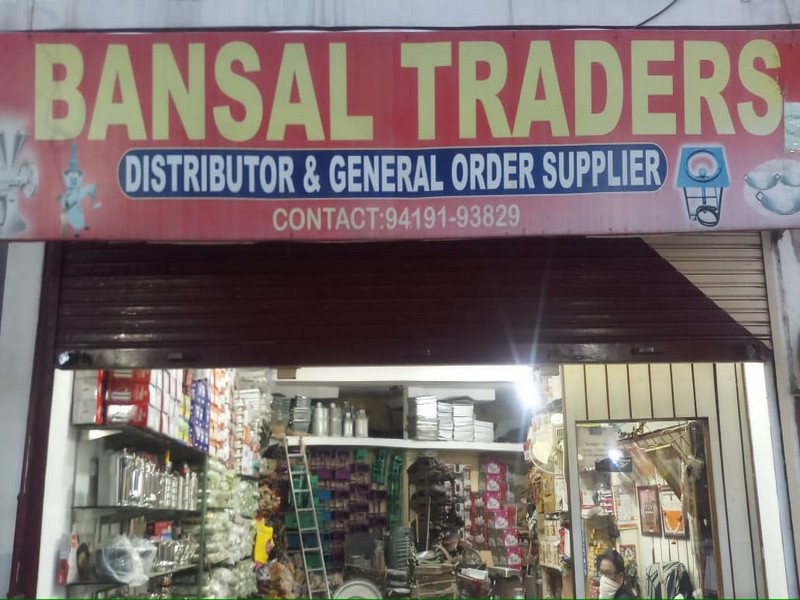 BANSAL TRADERS
DISTRIBUTOR & GENERAL ORDER SUPPLIER
CONTACT:94191-93829